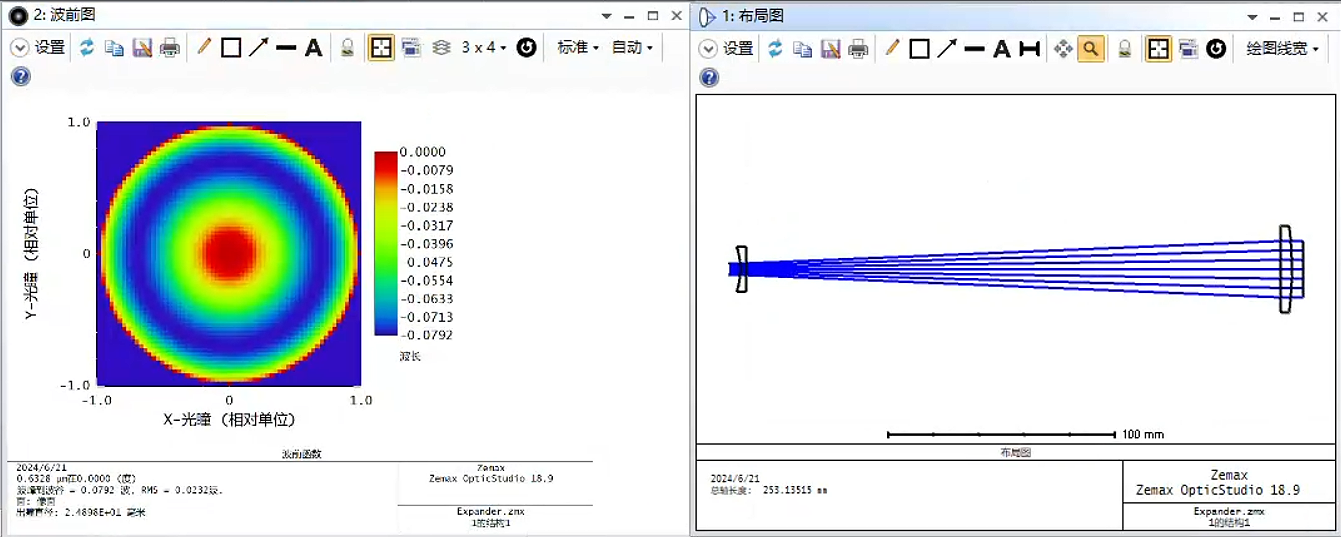 2: 波前图
设置
A
3 x 4
标准
自动
1.0
0
-1.0
Y-光瞳 (相对单位)
-1.0
0
1.0
X-光瞳 (相对单位)
0.0000
-0.0079
-0.0158
-0.0238
-0.0317
-0.0396
-0.0475
-0.0554
-0.0633
-0.0713
-0.0792
波长
波前函数
2024/6/21
0.6328 µm在0.0000 (度)
波峰到波谷 = 0.0792 波, RMS = 0.0232波.
面: 像面
出瞳直径: 2.4898E+01 毫米
Zemax
Zemax OpticStudio 18.9
Expander.zmx
1的结构1
1: 布局图
设置
A
绘图线宽
100 mm
布局图
2024/6/21
总轴长度: 253.13515 mm
Zemax
Zemax OpticStudio 18.9
Expander.zmx
1的结构1